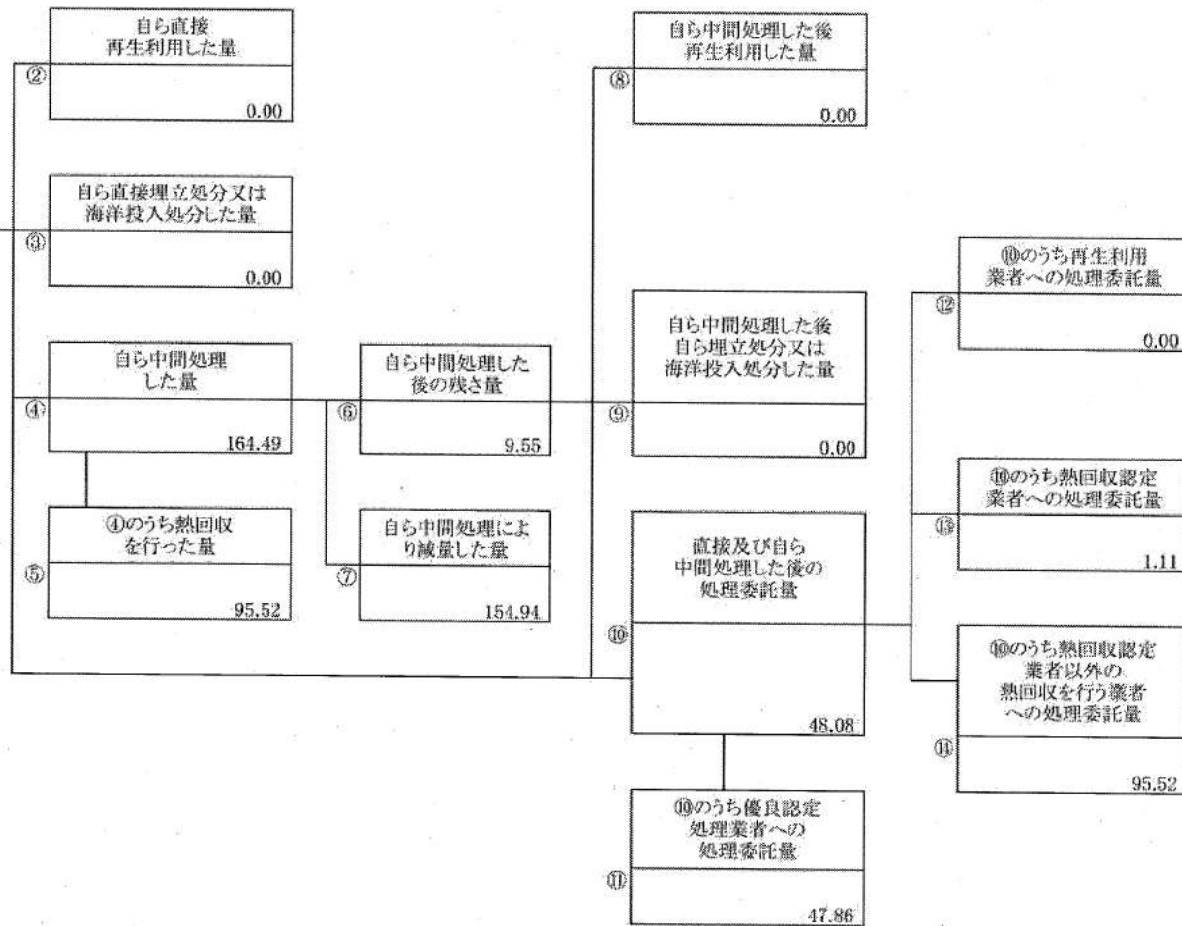 自ら直接
再生利用した量
②
0.00
自ら直接埋立処分又は
海洋投入処分した量
③
0.00
自ら中間処理
した量
④
164.49
④のうち熱回収
を行った量
⑤
95.52
自ら中間処理した
後の残さ量
⑥
9.55
自ら中間処理によ
り減量した量
⑦
154.94
自ら中間処理した後
再生利用した量
⑧
0.00
自ら中間処理した後
自ら埋立処分又は
海洋投入処分した量
⑨
0.00
直接及び自ら
中間処理した後の
処理委託量
⑩
48.08
⑩のうち優良認定
処理業者への
処理委託量
⑪
47.86
⑩のうち再生利用
業者への処理委託量
⑫
0.00
⑩のうち熱回収認定
業者への処理委託量
⑬
1.11
⑩のうち熱回収認定
業者以外の
熱回収を行う業者
への処理委託量
⑭
95.52